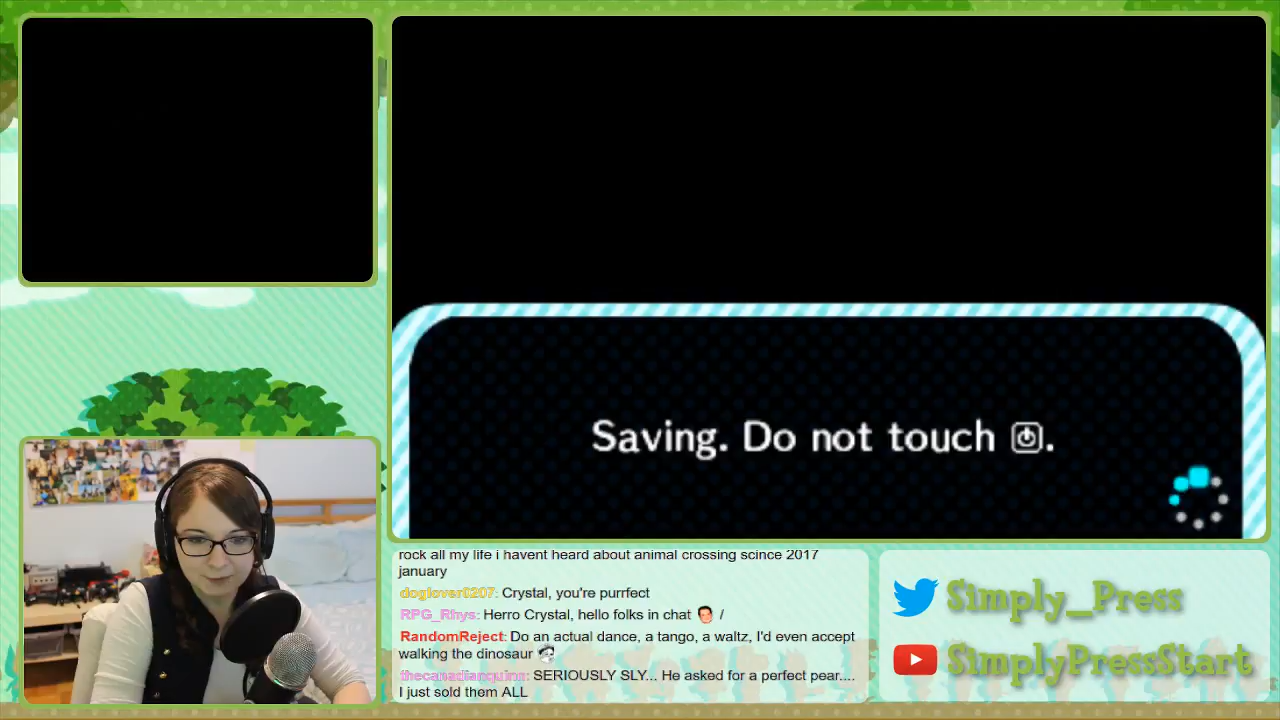 Saving. Do not touch .
rock all my life i havent heard about animal crossing scince 2017
january
doglover0207: Crystal, you're purrfect
RPG_Rhys: Herro Crystal, hello folks in chat /
RandomReject: Do an actual dance, a tango, a waltz, I'd even accept
walking the dinosaur
thecanadianquinn: SERIOUSLY SLY... He asked for a perfect pear....
I just sold them ALL
Simply_Press
SimplyPressStart